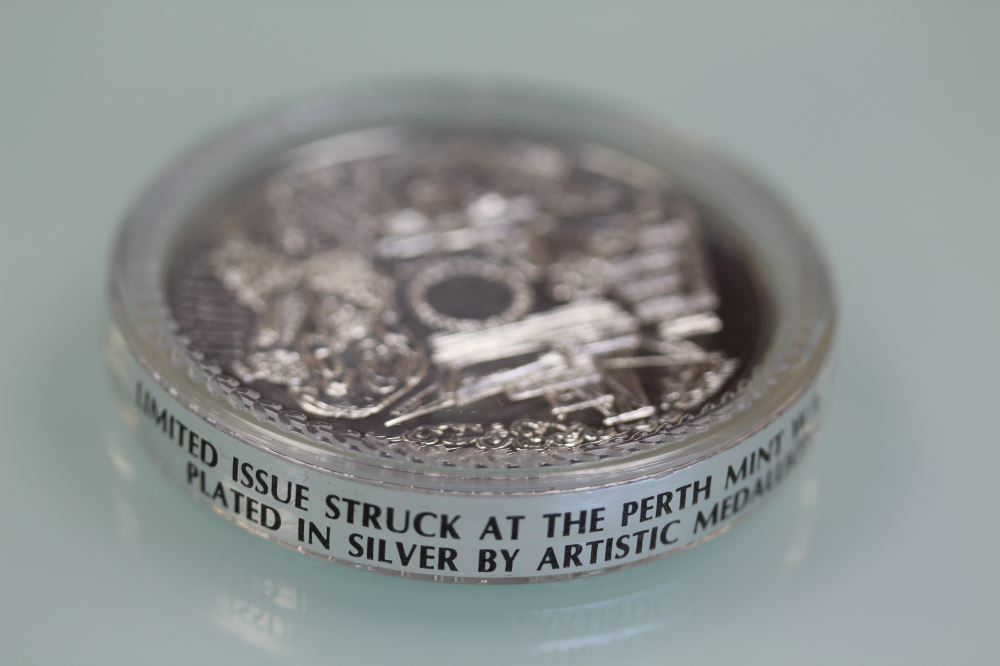 LIMITED ISSUE STRUCK AT THE PERTH MINT
PLATED IN SILVER BY ARTISTIC